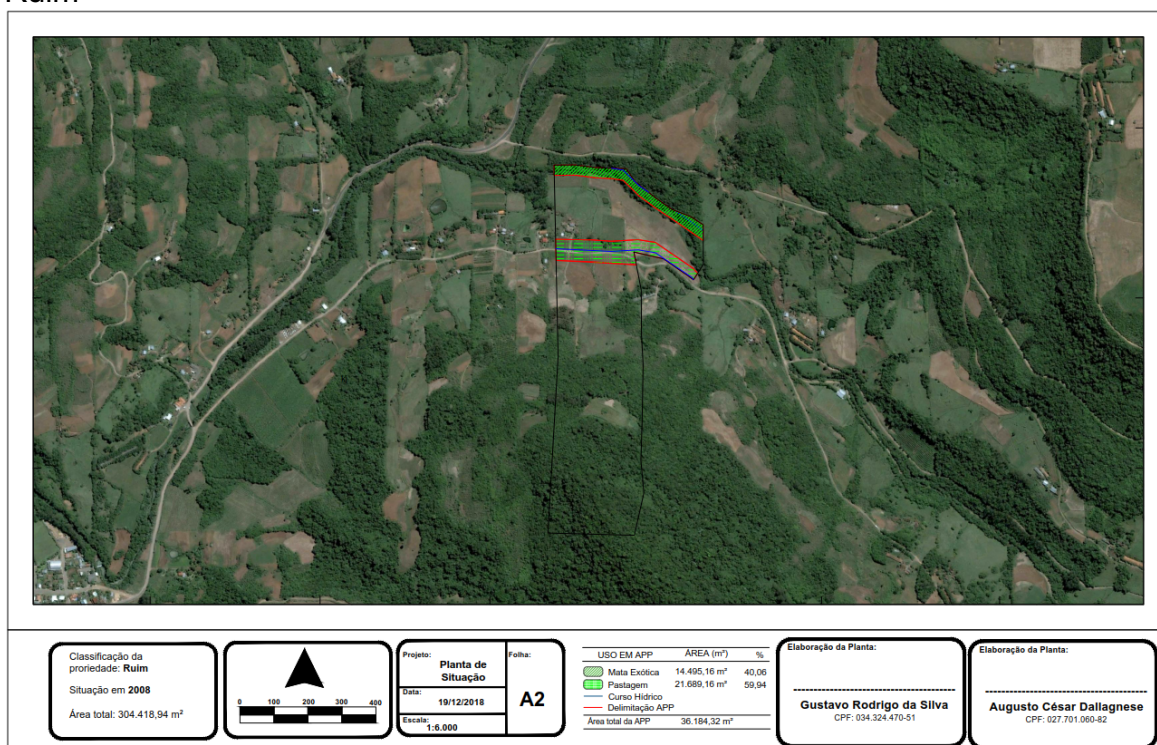 Ruim
Classificação da
proriedade: Ruim
Situação em 2008
Área total: 304.418,94 m²
0 100 200 300 400
Projeto:
Planta de
Situação
Data:
19/12/2018
Escala:
1:6.000
Folha:
A2
USO EM APP ÁREA (m²) %
Mata Exótica 14.495,16 m² 40,06
Pastagem 21.689,16 m² 59,94
Curso Hídrico
Delimitação APP
Área total da APP 36.184,32 m²
Elaboração da Planta:
Gustavo Rodrigo da Silva
CPF: 034.324.470-51
Elaboração da Planta:
Augusto César Dallagnese
CPF: 027.701.060-82